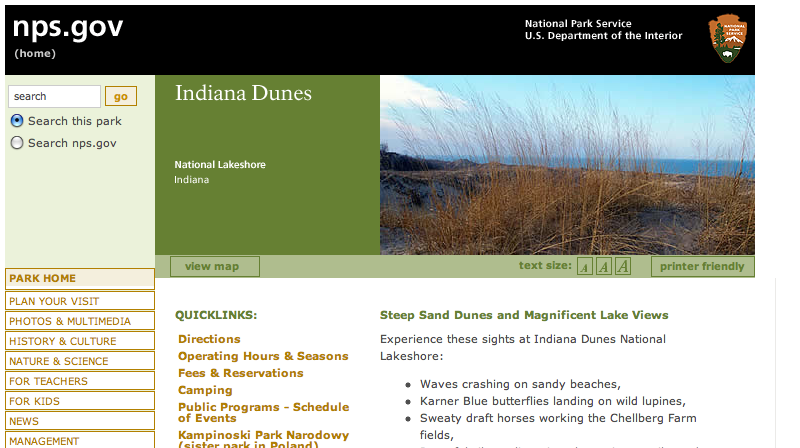 nps.gov
(home)
National Park Service
U.S. Department of the Interior
NATIONAL
PARK
SERVICE
search
go
Search this park
Search nps.gov
Indiana Dunes
National Lakeshore
Indiana
view map
text size: A A A
printer friendly
PARK HOME
PLAN YOUR VISIT
PHOTOS & MULTIMEDIA
HISTORY & CULTURE
NATURE & SCIENCE
FOR TEACHERS
FOR KIDS
NEWS
MANAGEMENT
QUICKLINKS:
Directions
Operating Hours & Seasons
Fees & Reservations
Camping
Public Programs - Schedule
of Events
Kampinoski Park Narodowy
(sister park in Poland)
Steep Sand Dunes and Magnificent Lake Views
Experience these sights at Indiana Dunes National
Lakeshore:
Waves crashing on sandy beaches,
Karner Blue butterflies landing on wild lupines,
Sweaty draft horses working the Chellberg Farm
fields,